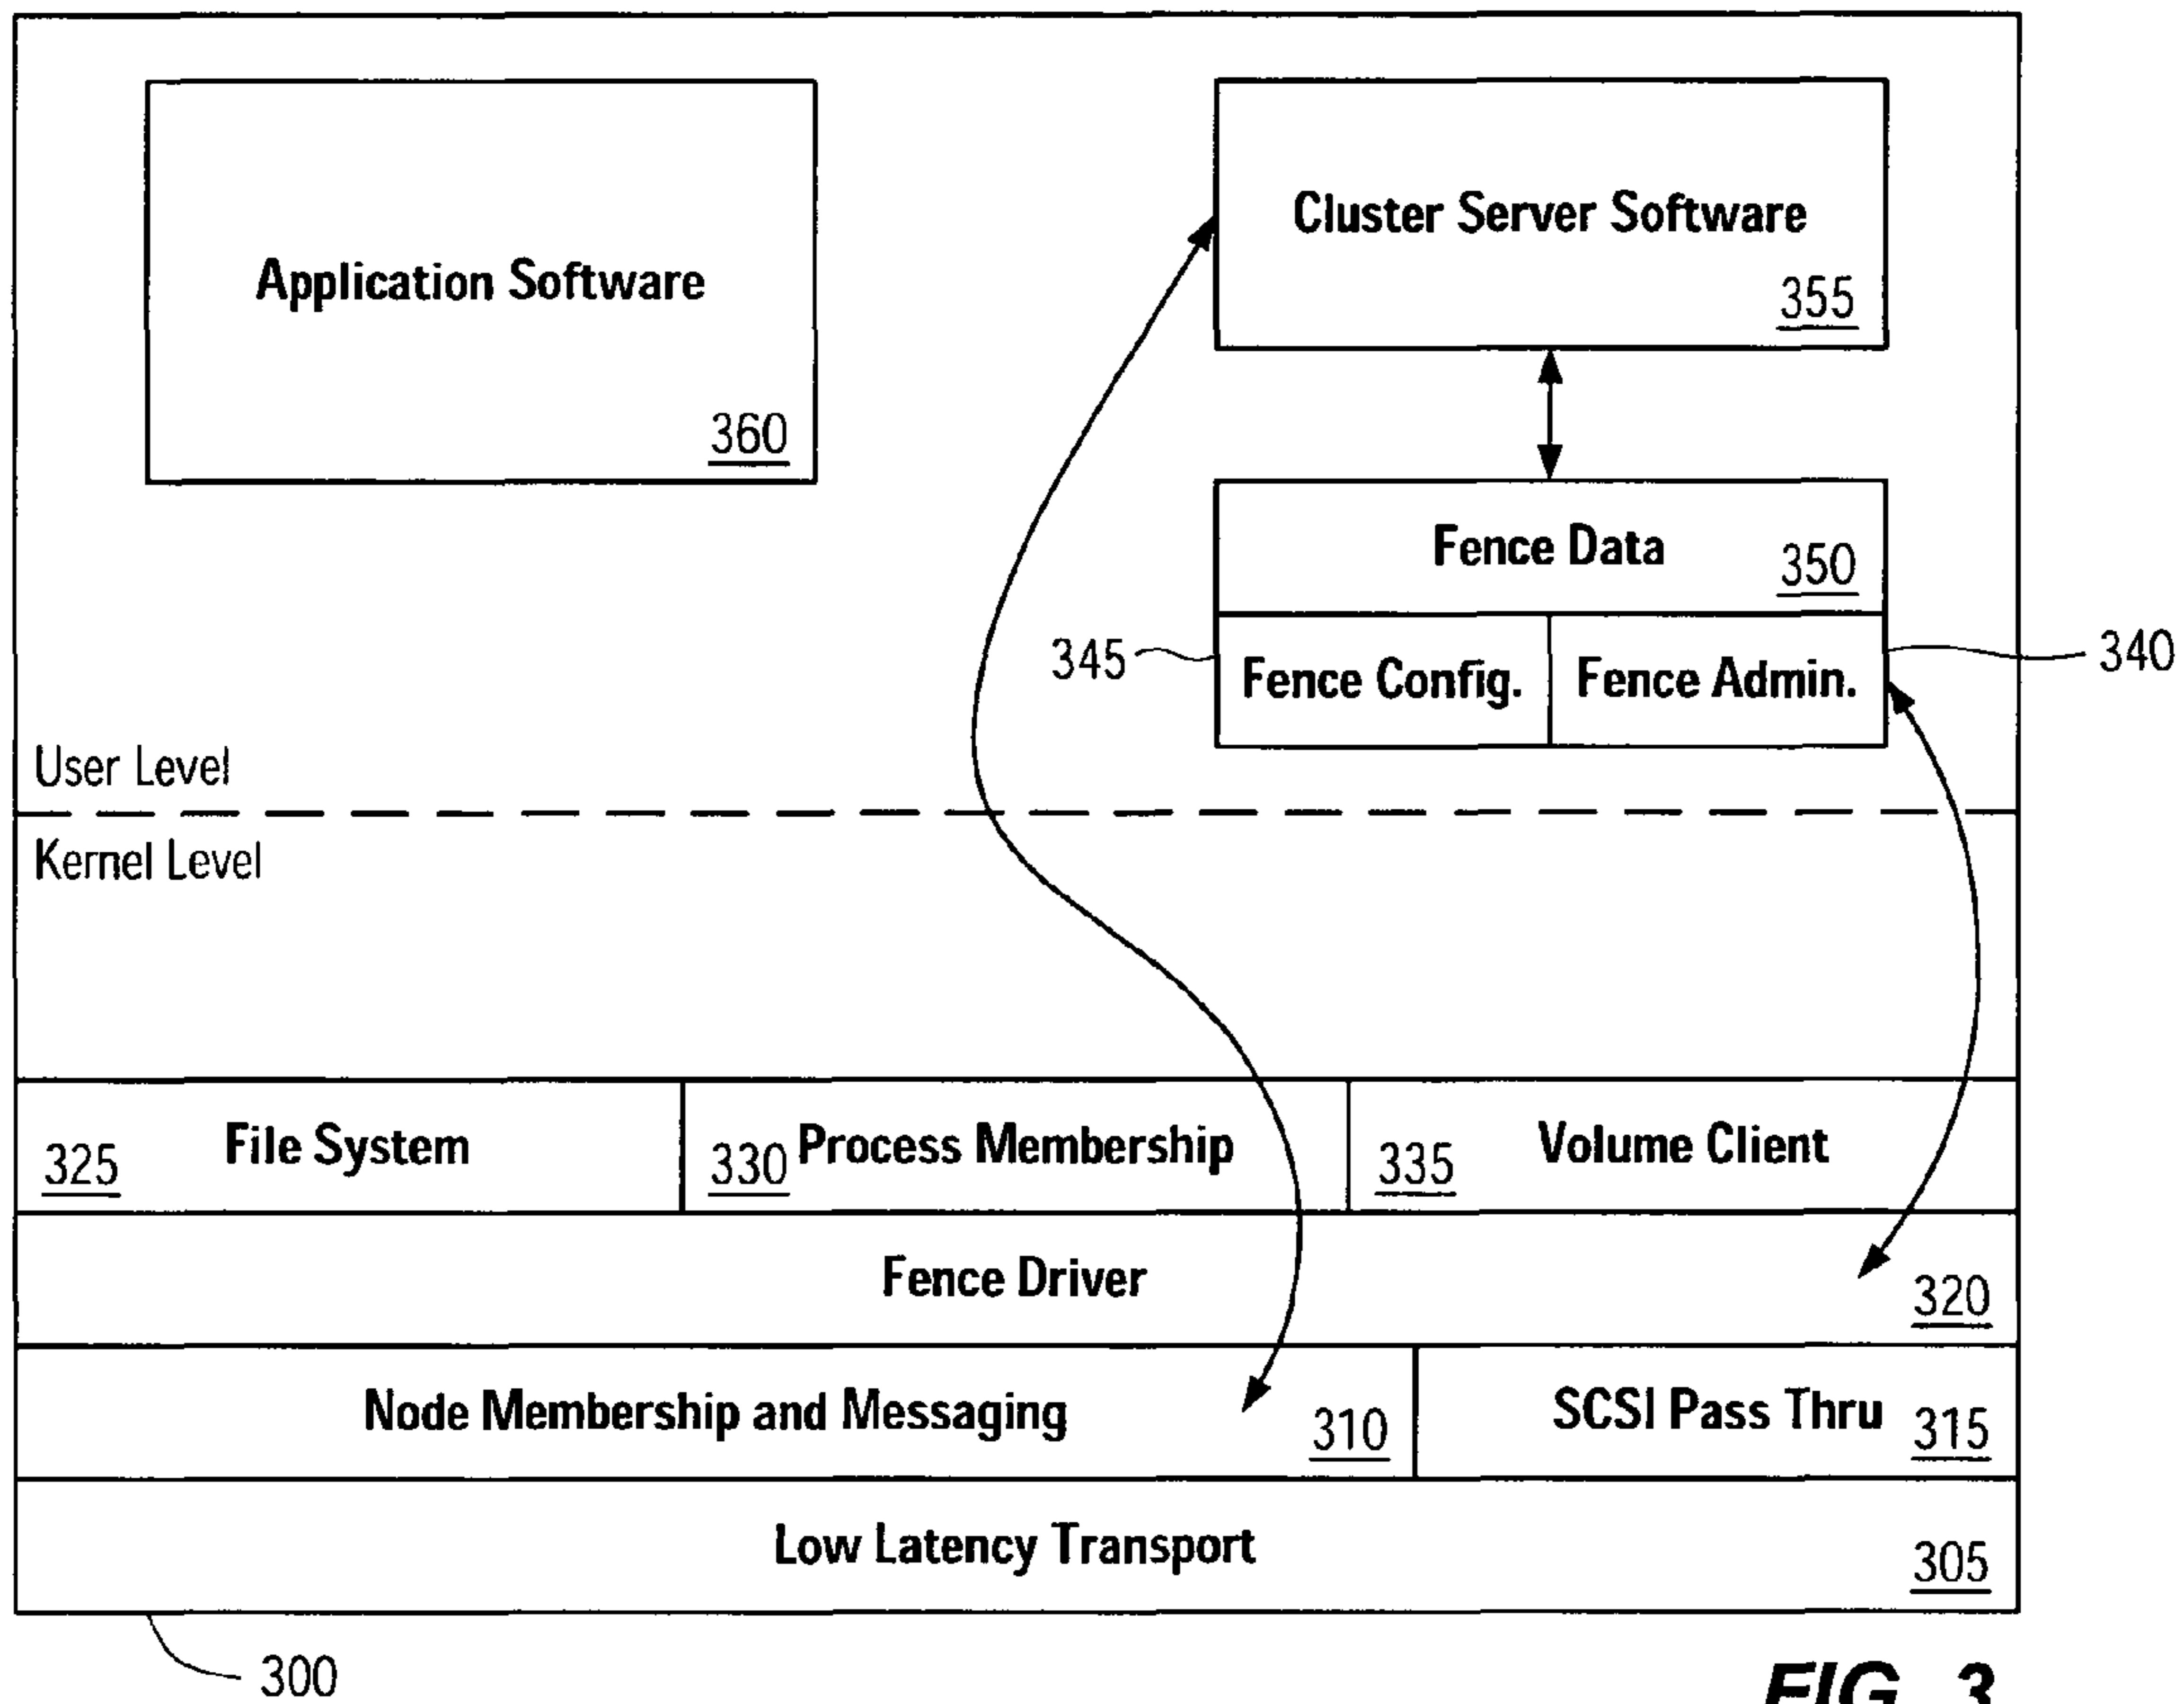 Application Software
360
Cluster Server Software
355
Fence Data
350
345
Fence Config.
Fence Admin.
340
User Level
Kernel Level
325
File System
330
Process Membership
335
Volume Client
Fence Driver
320
Node Membership and Messaging
310
SCSI Pass Thru
315
Low Latency Transport
305
300
FIG. 3